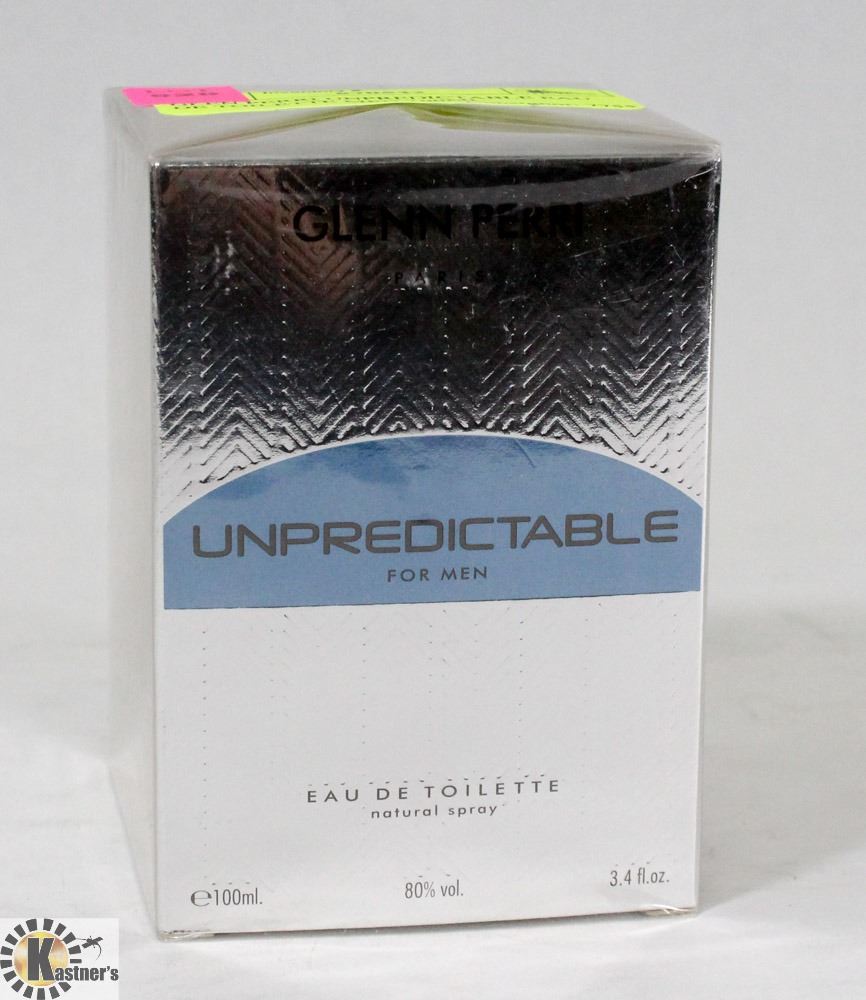 GLENN PERRI
PARIS
UNPREDICTABLE
FOR MEN
EAU DE TOILETTE
natural spray
℮100ml.
80% vol.
3.4 fl.oz.
Kastner's